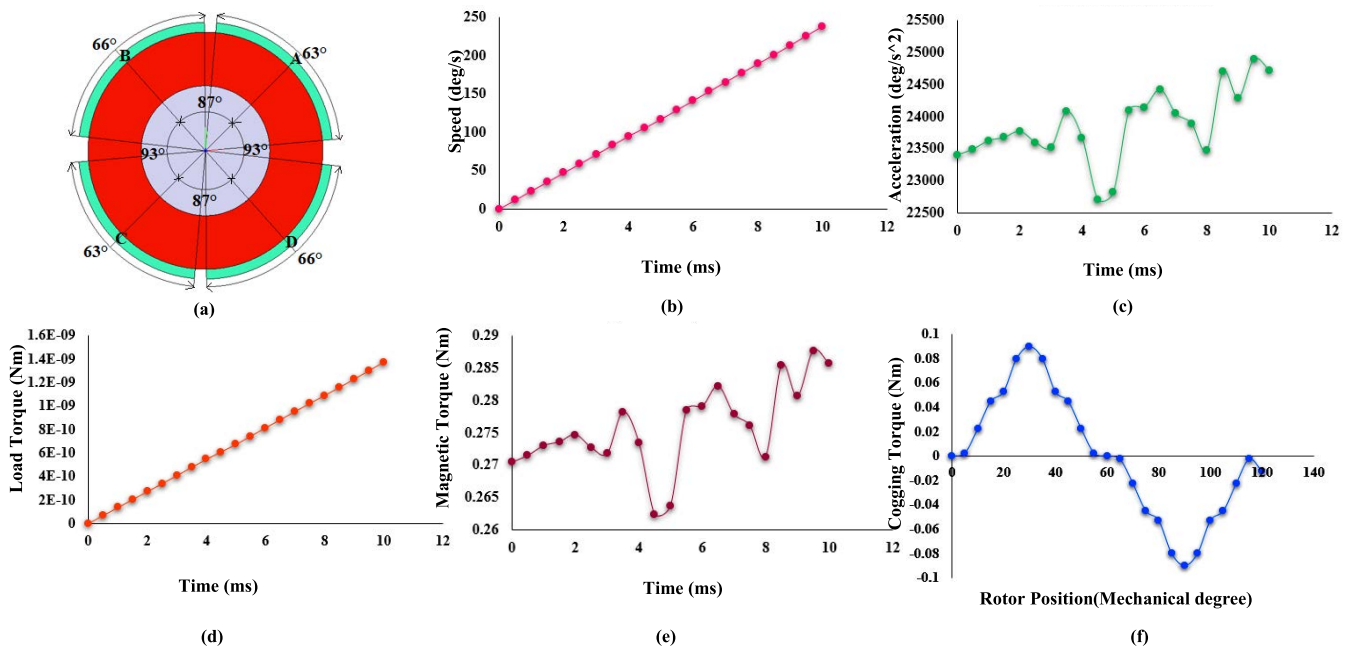 66°
B
A
63°
87°
93°
93°
87°
63°
C
D
66°
(a)
Speed (deg/s)
250
200
150
100
50
0
0 2 4 6 8 10 12
Time (ms)
(b)
Acceleration (deg/s^2)
25500
25000
24500
24000
23500
23000
22500
0 2 4 6 8 10 12
Time (ms)
(c)
Load Torque (Nm)
1.6E-09
1.4E-09
1.2E-09
1E-09
8E-10
6E-10
4E-10
2E-10
0
0 2 4 6 8 10 12
Time (ms)
(d)
Magnetic Torque (Nm)
0.29
0.285
0.28
0.275
0.27
0.265
0.26
0 2 4 6 8 10 12
Time (ms)
(e)
Cogging Torque (Nm)
0.1
0.08
0.06
0.04
0.02
0
-0.02
-0.04
-0.06
-0.08
-0.1
0 20 40 60 80 100 120 140
Rotor Position(Mechanical degree)
(f)